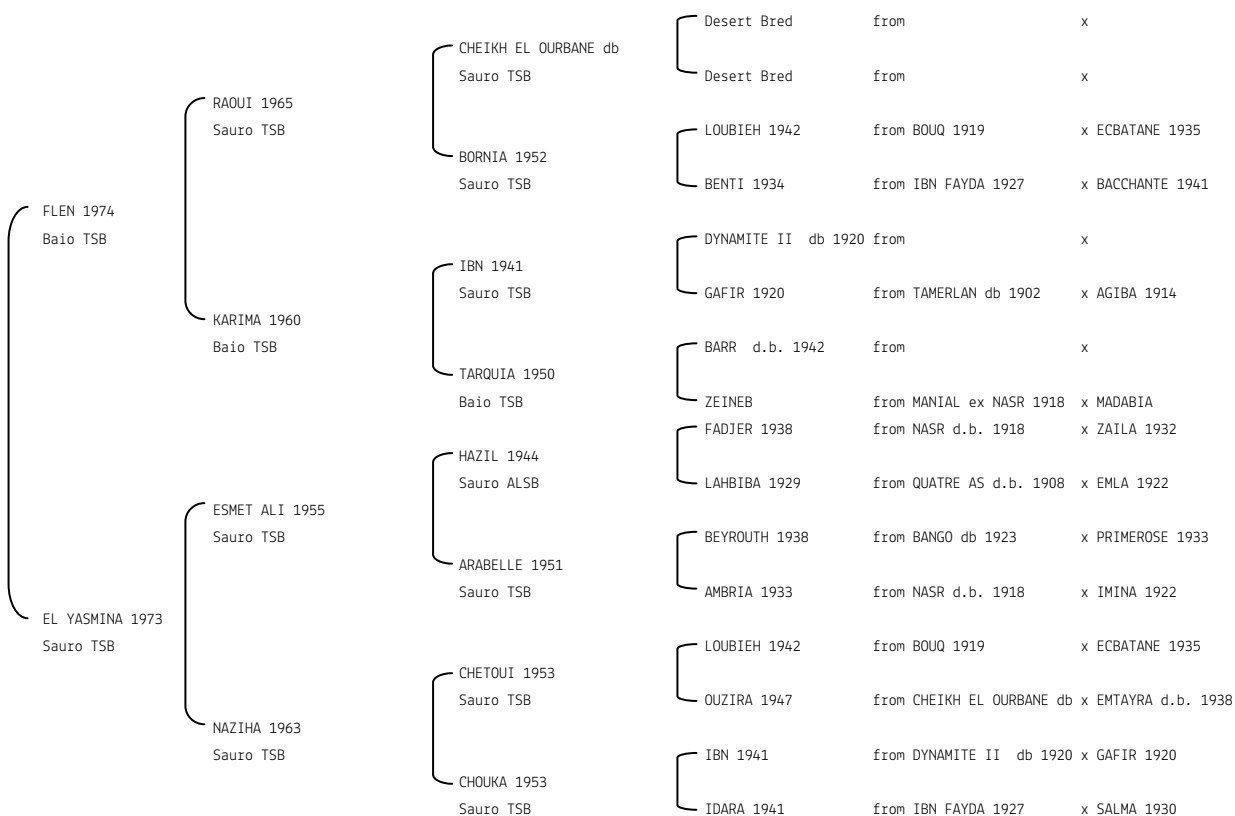 Desert Bred from x
CHEIKH EL OURBANE db
Sauro TSB Desert Bred from x
RAOUI 1965
Sauro TSB LOUBIEH 1942 from BOUQ 1919 x ECBATANE 1935
BORNIA 1952
Sauro TSB BENTI 1934 from IBN FAYDA 1927 x BACCHANTE 1941
FLEN 1974
Baio TSB DYNAMITE II db 1920 from x
IBN 1941
Sauro TSB GAFIR 1920 from TAMERLAN db 1902 x AGIBA 1914
KARIMA 1960
Baio TSB BARR d.b. 1942 from x
TARQUIA 1950
Baio TSB ZEINEB from MANIAL ex NASR 1918 x MADABIA
FADJER 1938 from NASR d.b. 1918 x ZAILA 1932
HAZIL 1944
Sauro ALSB LAHBIBA 1929 from QUATRE AS d.b. 1908 x EMLA 1922
ESMET ALI 1955
Sauro TSB BEYROUTH 1938 from BANGO db 1923 x PRIMEROSE 1933
ARABELLE 1951
Sauro TSB AMBRIA 1933 from NASR d.b. 1918 x IMINA 1922
EL YASMINA 1973
Sauro TSB LOUBIEH 1942 from BOUQ 1919 x ECBATANE 1935
CHETOUI 1953
Sauro TSB OUZIRA 1947 from CHEIKH EL OURBANE db x EMTAYRA d.b. 1938
NAZIHA 1963
Sauro TSB IBN 1941 from DYNAMITE II db 1920 x GAFIR 1920
CHOUKA 1953
Sauro TSB IDARA 1941 from IBN FAYDA 1927 x SALMA 1930